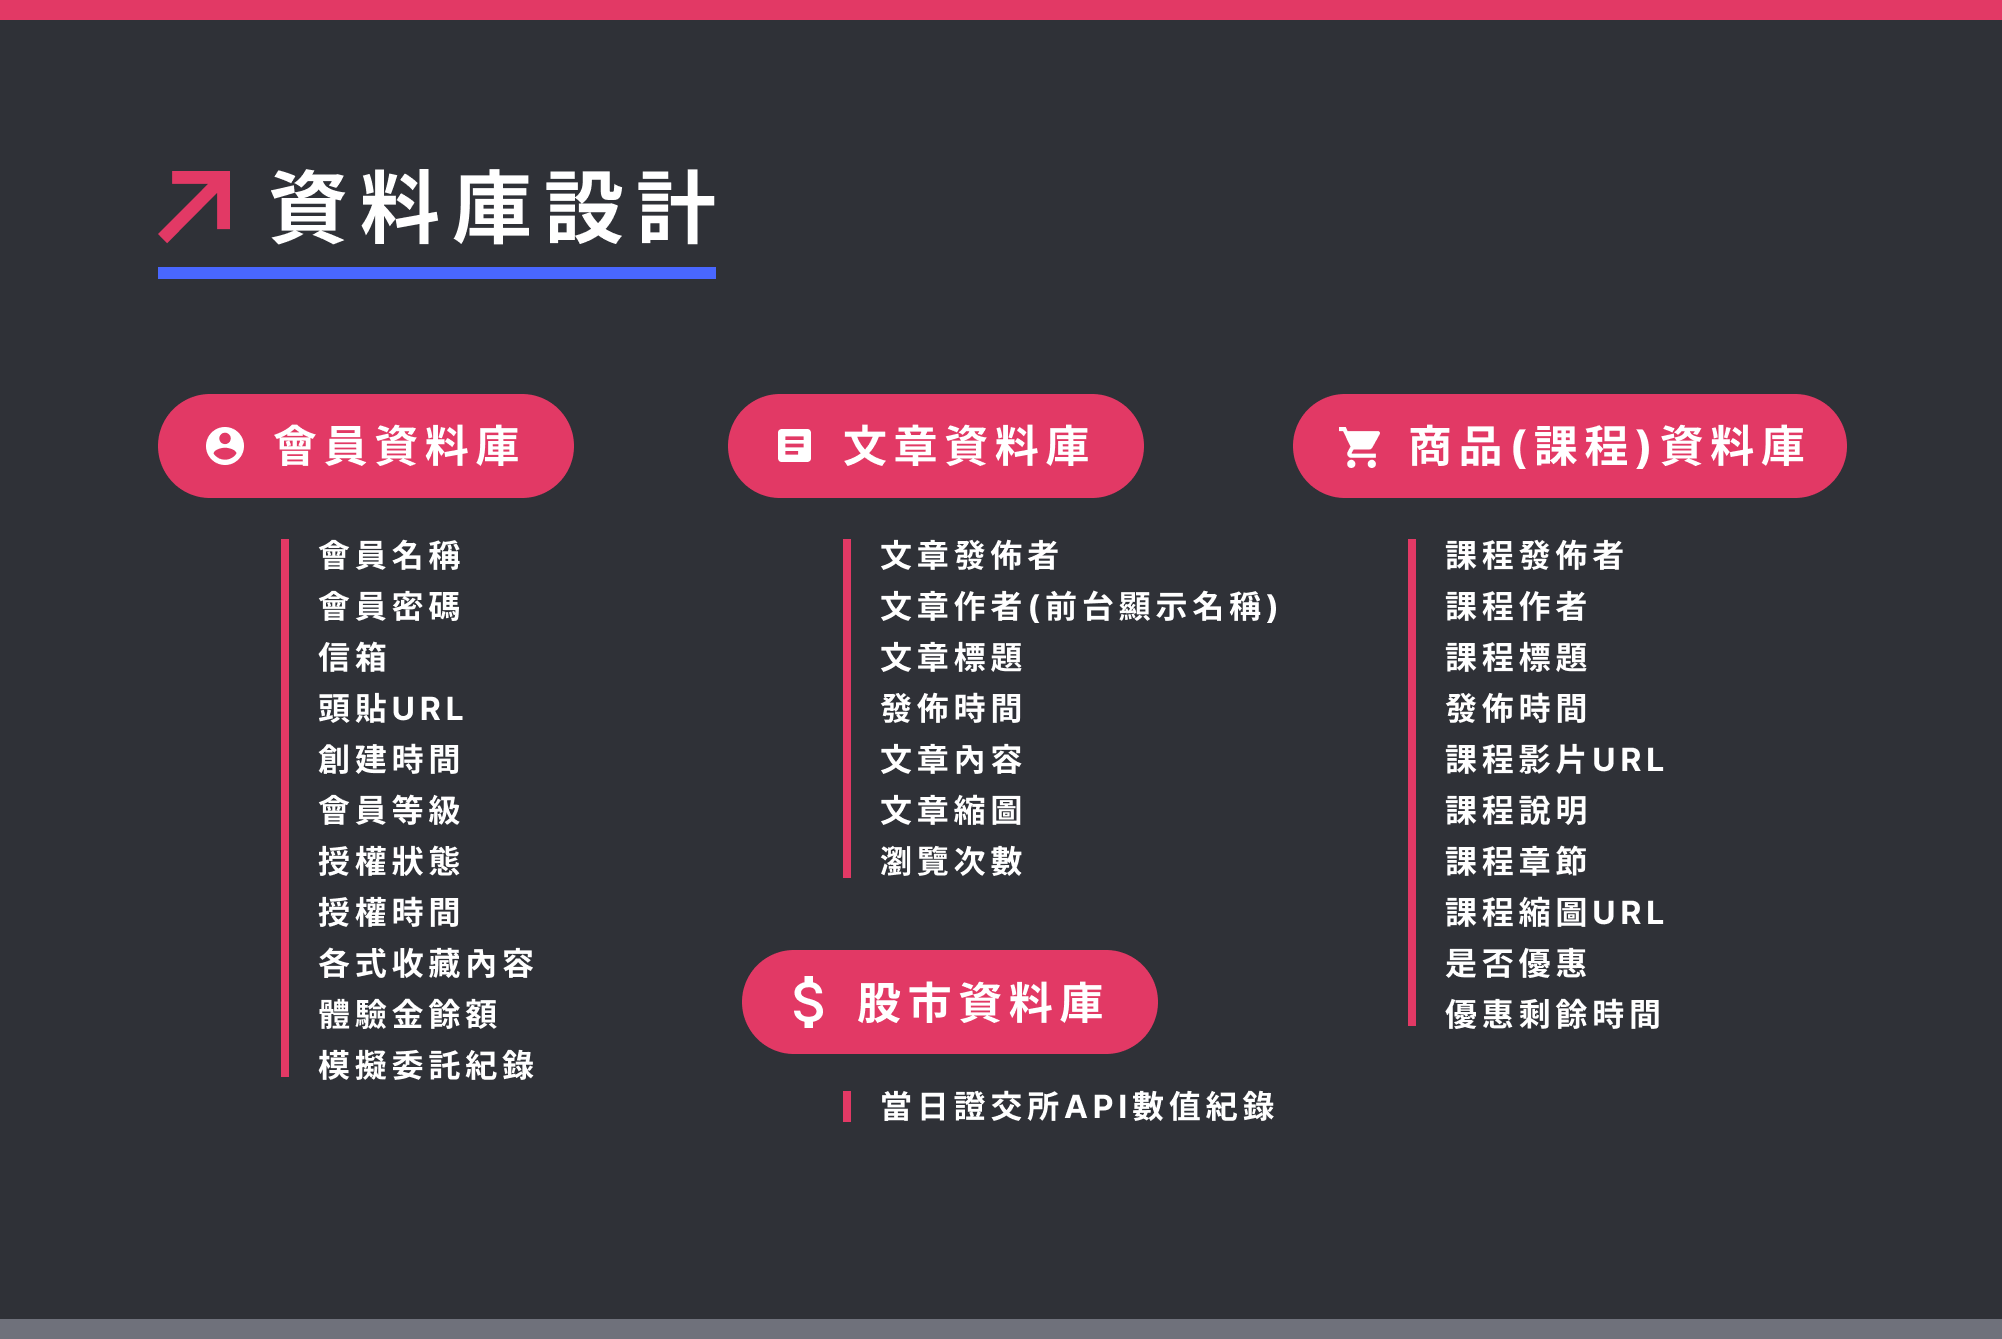 資料庫設計
會員資料庫
會員名稱
會員密碼
信箱
頭貼URL
創建時間
會員等級
授權狀態
授權時間
各式收藏內容
體驗金餘額
模擬委託紀錄
文章資料庫
文章發佈者
文章作者(前台顯示名稱)
文章標題
發佈時間
文章內容
文章縮圖
瀏覽次數
股市資料庫
當日證交所API數值紀錄
商品(課程)資料庫
課程發佈者
課程作者
課程標題
發佈時間
課程影片URL
課程說明
課程章節
課程縮圖URL
是否優惠
優惠剩餘時間